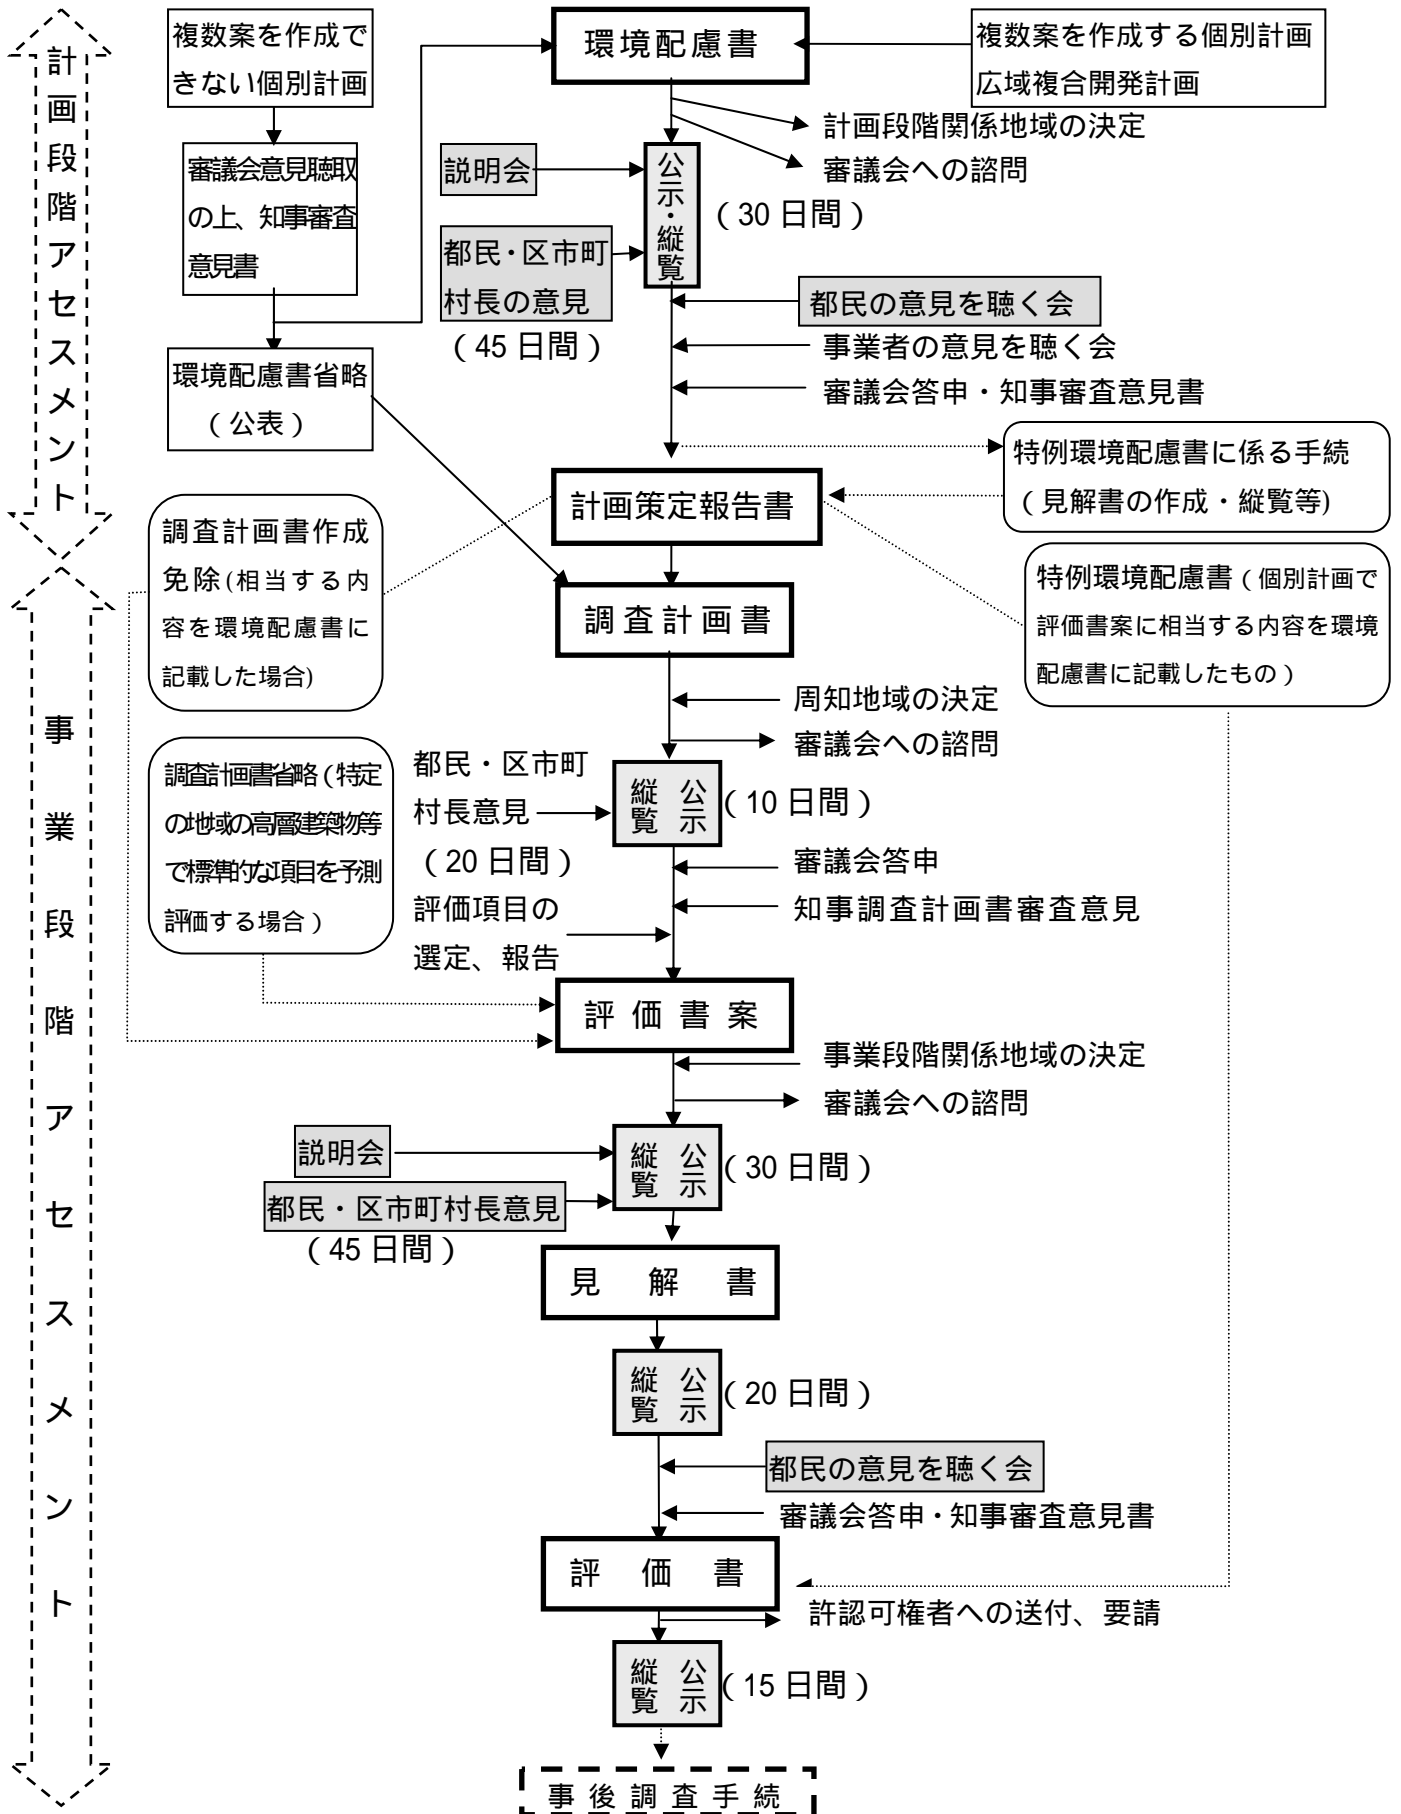 計画段階アセスメント
複数案を作成で
きない個別計画
環境配慮書
複数案を作成する個別計画
広域複合開発計画
計画段階関係地域の決定
審議会への諮問
審議会意見聴取
の上、知事審査
意見書
説明会
公示・縦覧
（30 日間）
都民・区市町
村長の意見
（45 日間）
都民の意見を聴く会
事業者の意見を聴く会
審議会答申・知事審査意見書
環境配慮書省略
（公表）
特例環境配慮書に係る手続
（見解書の作成・縦覧等)
計画策定報告書
調査計画書作成
免除(相当する内
容を環境配慮書に
記載した場合)
特例環境配慮書（個別計画で
評価書案に相当する内容を環境
配慮書に記載したもの）
事業段階アセスメント
調査計画書
周知地域の決定
審議会への諮問
調査計画書省略（特定
の地域の高層建築物等
で標準的な項目を予測
評価する場合）
都民・区市町
村長意見
（20 日間）
公示
縦覧
（10 日間）
審議会答申
知事調査計画書審査意見
評価項目の
選定、報告
評価書案
事業段階関係地域の決定
審議会への諮問
説明会
公示
縦覧
（30 日間）
都民・区市町村長意見
（45 日間）
見解書
公示
縦覧
（20 日間）
都民の意見を聴く会
審議会答申・知事審査意見書
評価書
許認可権者への送付、要請
公示
縦覧
（15 日間）
事後調査手続